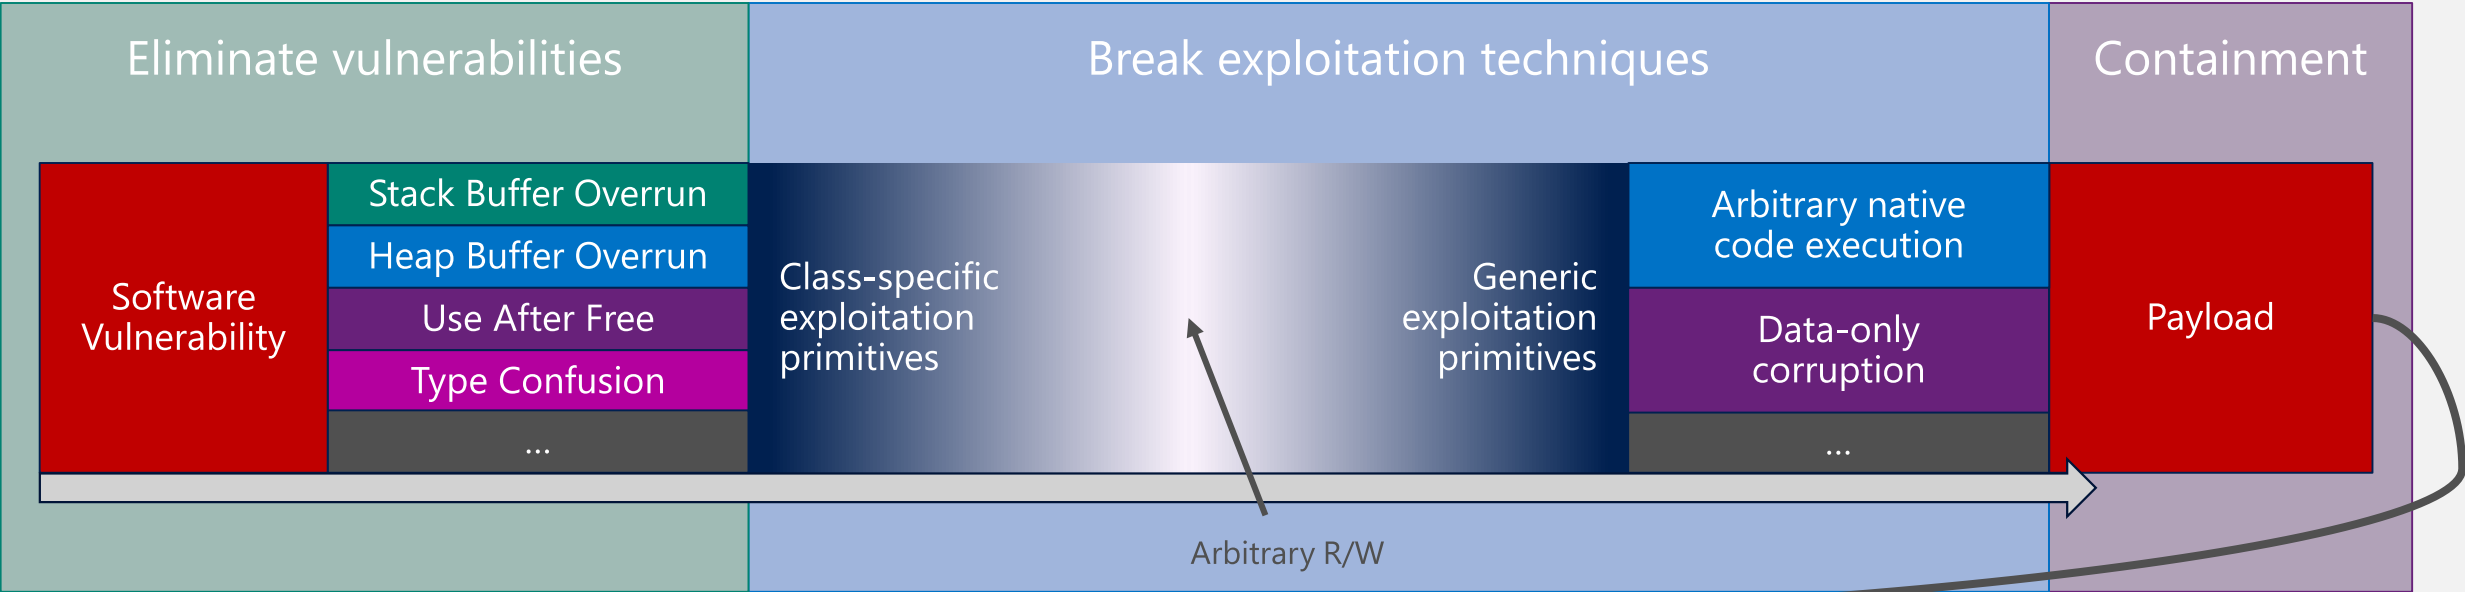 Eliminate vulnerabilities
Break exploitation techniques
Containment
Software
Vulnerability
Stack Buffer Overrun
Heap Buffer Overrun
Use After Free
Type Confusion
...
Class-specific
exploitation
primitives
Generic
exploitation
primitives
Arbitrary native
code execution
Data-only
corruption
...
Payload
Arbitrary R/W